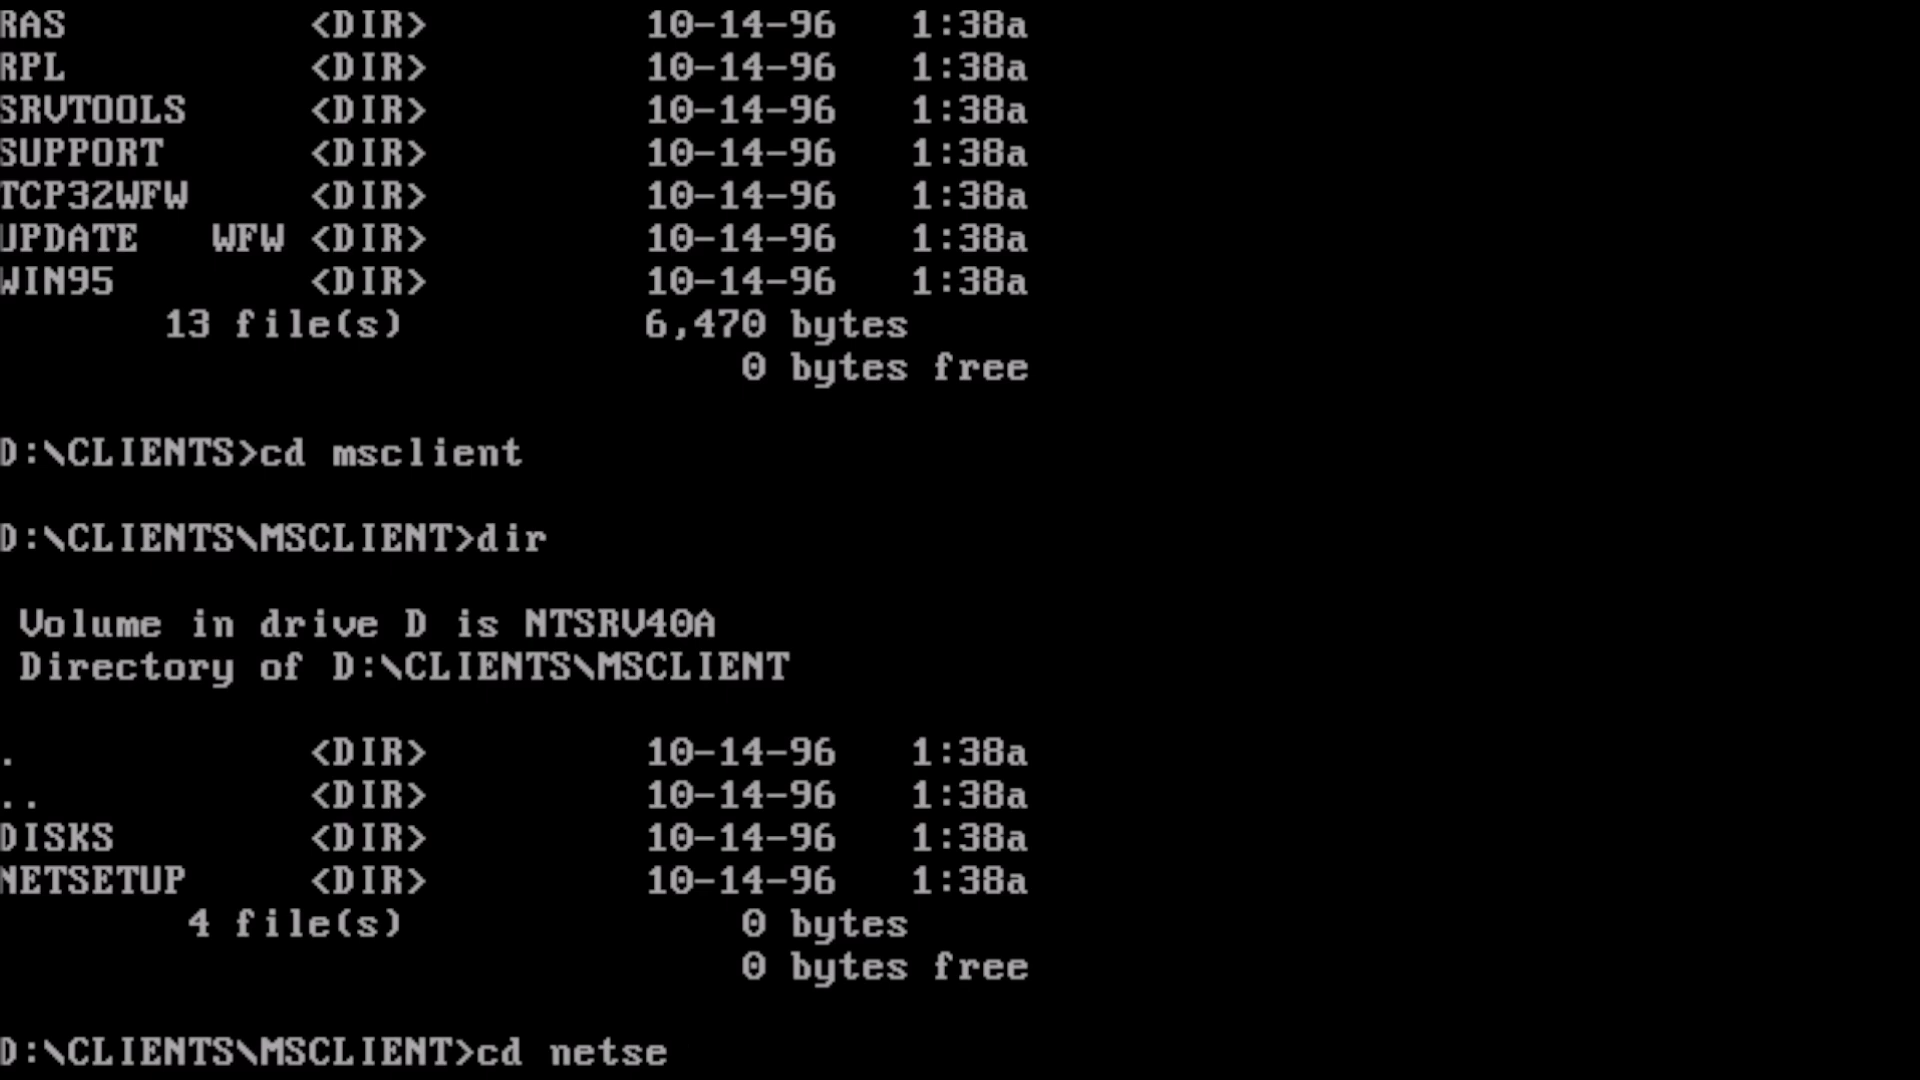 RAS <DIR> 10-14-96 1:38a
RPL <DIR> 10-14-96 1:38a
SRVTOOLS <DIR> 10-14-96 1:38a
SUPPORT <DIR> 10-14-96 1:38a
TCP32WFW <DIR> 10-14-96 1:38a
UPDATE WFW <DIR> 10-14-96 1:38a
WIN95 <DIR> 10-14-96 1:38a
13 file(s) 6,470 bytes
0 bytes free
D:\CLIENTS>cd msclient
D:\CLIENTS\MSCLIENT>dir
Volume in drive D is NTSRV40A
Directory of D:\CLIENTS\MSCLIENT
. <DIR> 10-14-96 1:38a
.. <DIR> 10-14-96 1:38a
DISKS <DIR> 10-14-96 1:38a
NETSETUP <DIR> 10-14-96 1:38a
4 file(s) 0 bytes
0 bytes free
D:\CLIENTS\MSCLIENT>cd netse